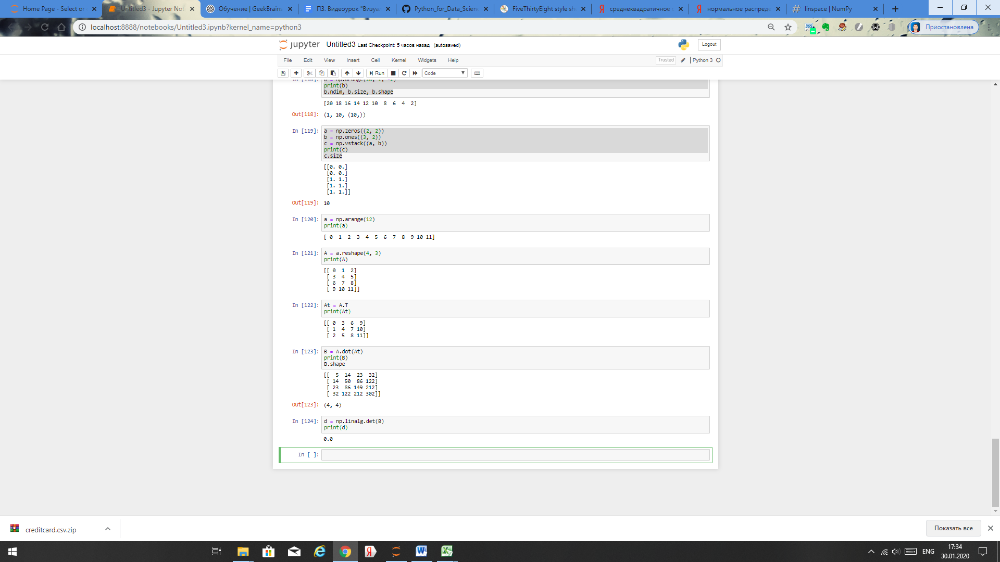 Home Page - Select or
Untitled3 - Jupyter Not
Обучение | GeekBrains
ПЗ. Видеоурок "Визуал
Python_for_Data_Scienc
FiveThirtyEight style sh
среднеквадратичное
нормальное распреде
linspace | NumPy
localhost:8888/notebooks/Untitled3.ipynb?kernel_name=python3
Приостановлена
jupyter Untitled3 Last Checkpoint: 5 часов назад (autosaved)
Logout
File Edit View Insert Cell Kernel Widgets Help
Trusted
Python 3
Run
Code
In [118]: b = np.arange(20, 1, -2)
print(b)
b.ndim, b.size, b.shape
[20 18 16 14 12 10  8  6  4  2]
Out[118]: (1, 10, (10,))
In [119]: a = np.zeros((2, 2))
b = np.ones((3, 2))
c = np.vstack((a, b))
print(c)
c.size
[[0. 0.]
 [0. 0.]
 [1. 1.]
 [1. 1.]
 [1. 1.]]
Out[119]: 10
In [120]: a = np.arange(12)
print(a)
[ 0  1  2  3  4  5  6  7  8  9 10 11]
In [121]: A = a.reshape(4, 3)
print(A)
[[ 0  1  2]
 [ 3  4  5]
 [ 6  7  8]
 [ 9 10 11]]
In [122]: At = A.T
print(At)
[[ 0  3  6  9]
 [ 1  4  7 10]
 [ 2  5  8 11]]
In [123]: B = A.dot(At)
print(B)
B.shape
[[  5  14  23  32]
 [ 14  50  86 122]
 [ 23  86 149 212]
 [ 32 122 212 302]]
Out[123]: (4, 4)
In [124]: d = np.linalg.det(B)
print(d)
0.0
In [ ]:
creditcard.csv.zip
Показать все
ENG
17:34
30.01.2020